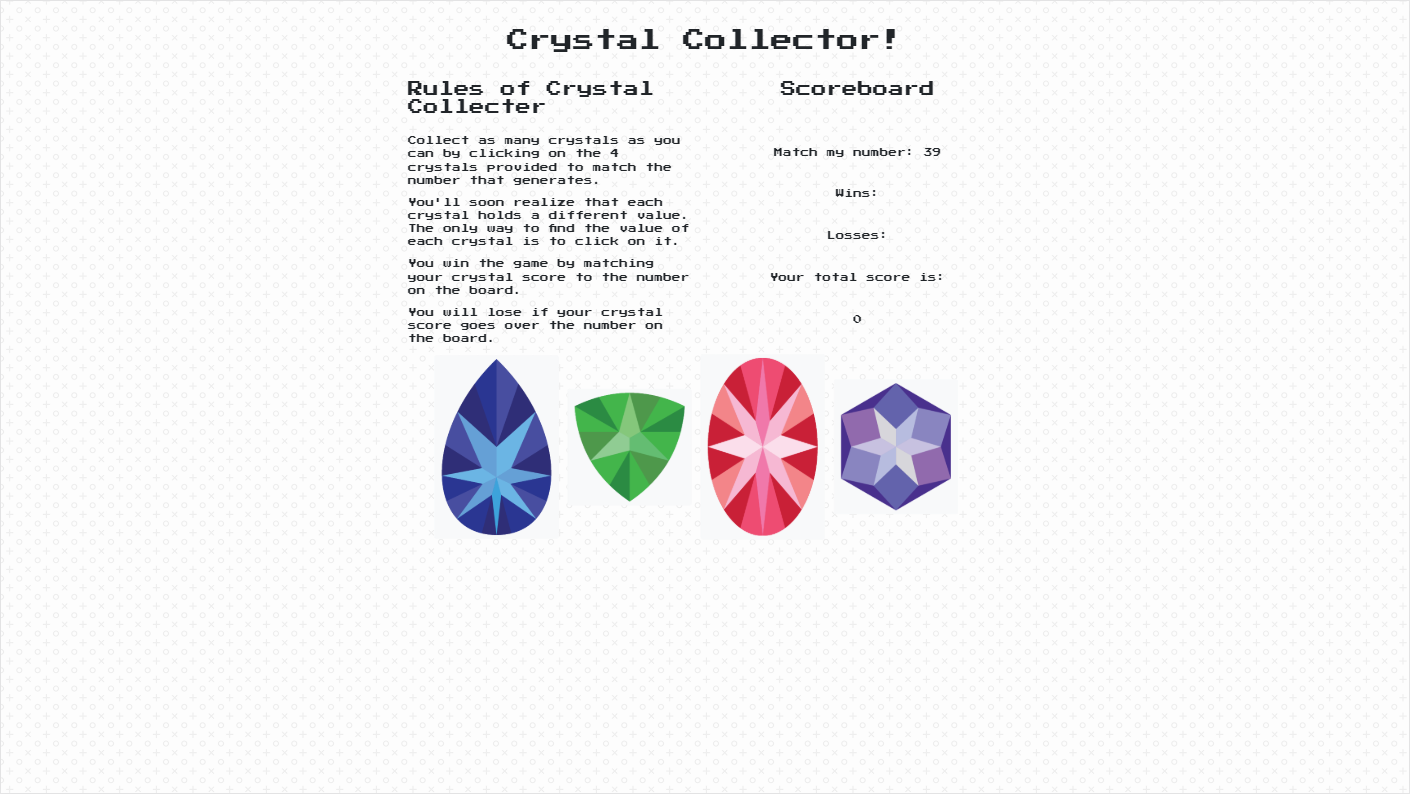 Crystal Collector!
Rules of Crystal
Collecter
Collect as many crystals as you
can by clicking on the 4
crystals provided to match the
number that generates.
You'll soon realize that each
crystal holds a different value.
The only way to find the value of
each crystal is to click on it.
You win the game by matching
your crystal score to the number
on the board.
You will lose if your crystal
score goes over the number on
the board.
Scoreboard
Match my number: 39
Wins:
Losses:
Your total score is:
0